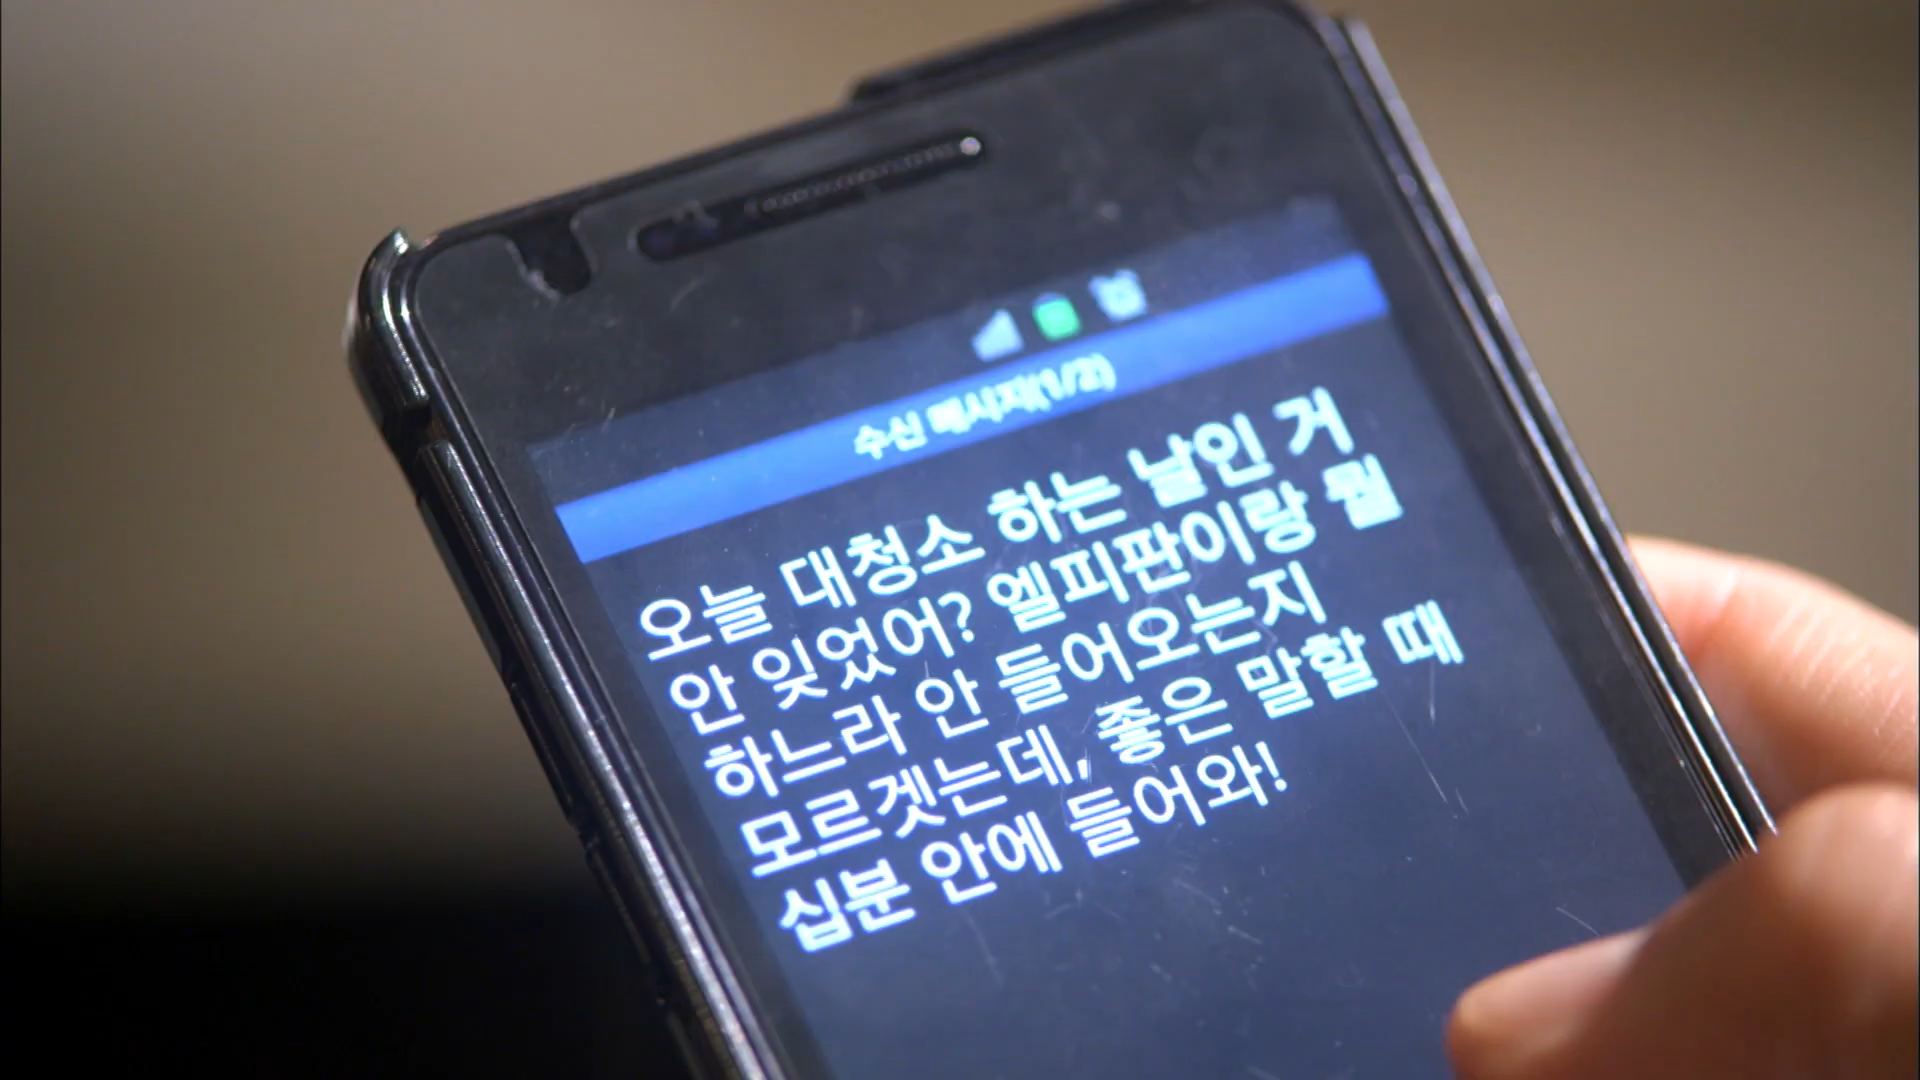 수신 메시지(1/2)
오늘 대청소 하는 날인 거
안 잊었어? 엘피판이랑 뭘
하느라 안 들어오는지
모르겟는데, 좋은 말할 때
십분 안에 들어와!